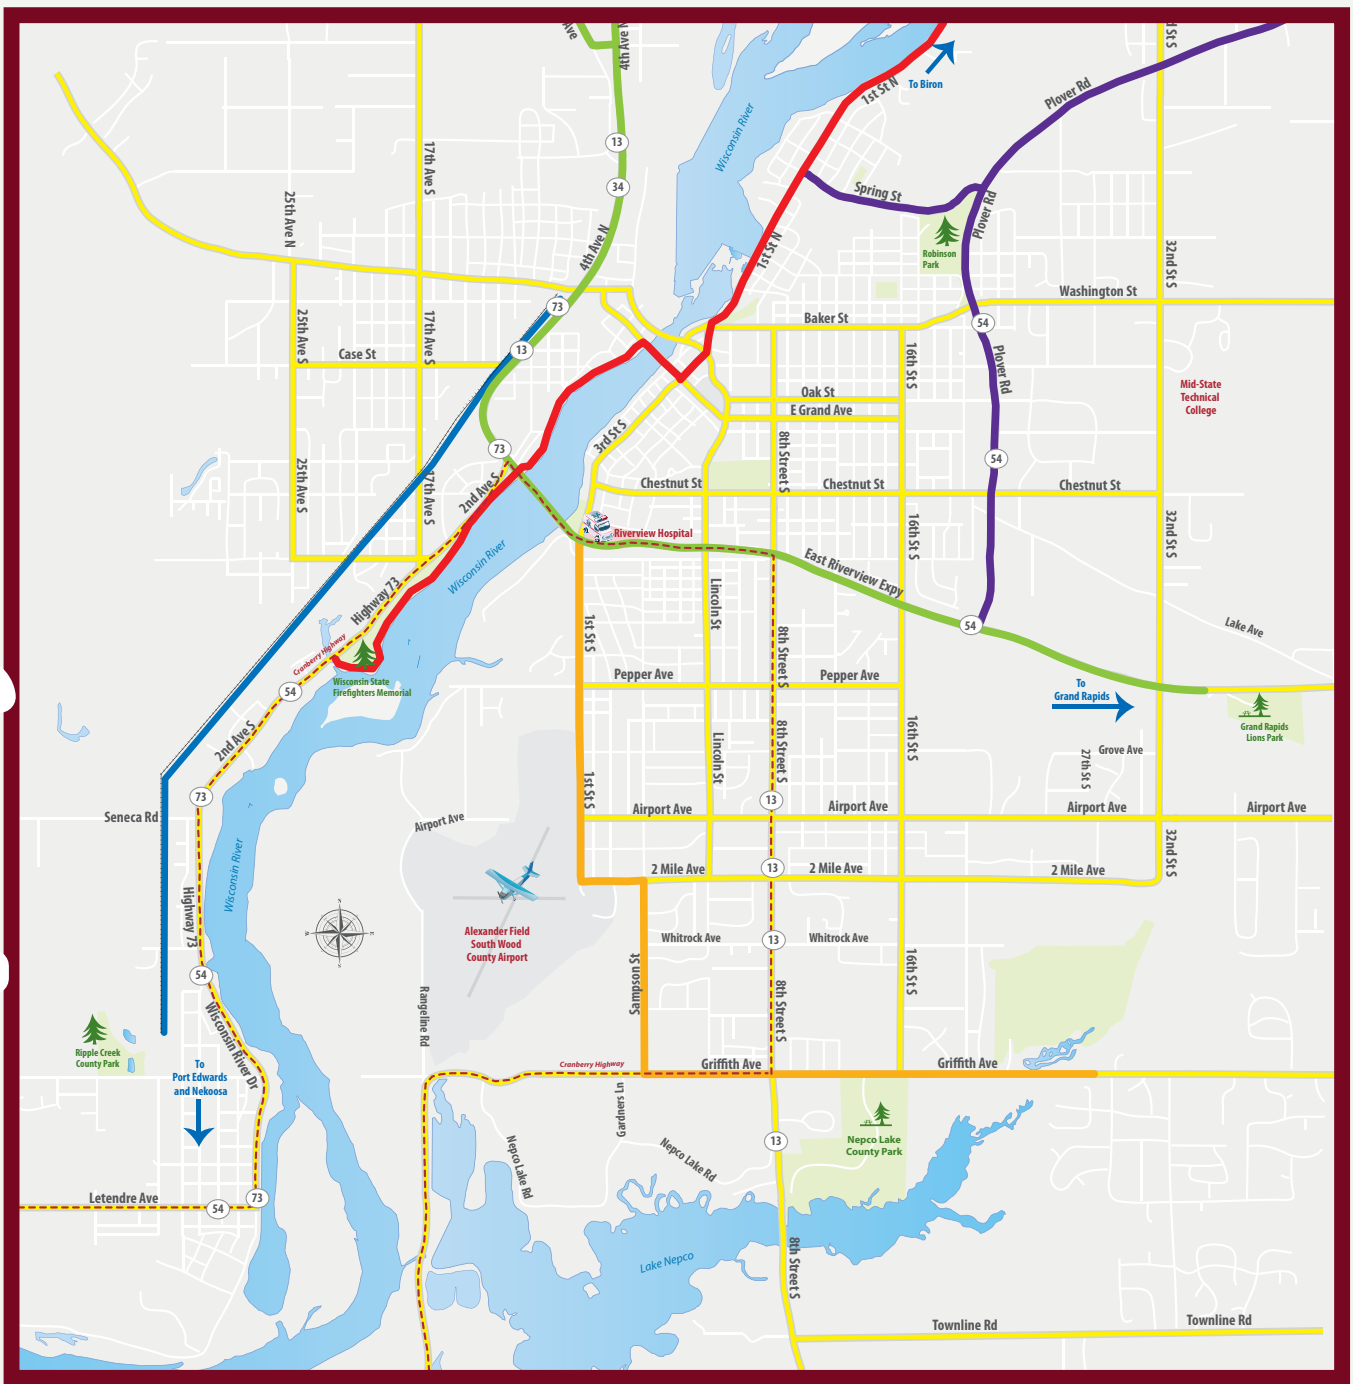 Ave
4th Ave N
d St S
1st St N
To Biron
Plover Rd
Wisconsin River
13
17th Ave S
34
Spring St
25th Ave N
Plover Rd
4th Ave N
1st St N
Robinson
Park
32nd St S
Washington St
73
25th Ave S
17th Ave S
Baker St
54
13
Case St
16th St S
Plover Rd
Mid-State
Technical
College
Oak St
E Grand Ave
3rd St S
73
8th Street S
54
25th Ave S
17th Ave S
2nd Ave S
Chestnut St
Chestnut St
Chestnut St
Riverview Hospital
16th St S
32nd St S
Wisconsin River
East Riverview Expy
Highway 73
Lincoln St
1st St S
8th Street S
54
Lake Ave
Cranberry Highway
Wisconsin State
Firefighters Memorial
54
Pepper Ave
Pepper Ave
To
Grand Rapids
2nd Ave S
Lincoln St
8th Street S
16th St S
Grand Rapids
Lions Park
Grove Ave
27th St S
73
1st St S
13
Seneca Rd
Airport Ave
Airport Ave
Airport Ave
Airport Ave
Airport Ave
32nd St S
2 Mile Ave
13
2 Mile Ave
2 Mile Ave
Wisconsin River
Highway 73
Alexander Field
South Wood
County Airport
Whitrock Ave
13
Whitrock Ave
54
Sampson St
16th St S
8th Street S
Rangeline Rd
Wisconsin River Dr
Ripple Creek
County Park
To
Port Edwards
and Nekoosa
Cranberry Highway
Griffith Ave
Griffith Ave
Gardners Ln
Nepco Lake Rd
Nepco Lake Rd
13
Nepco Lake
County Park
Letendre Ave
54
73
Lake Nepco
8th Street S
Townline Rd
Townline Rd